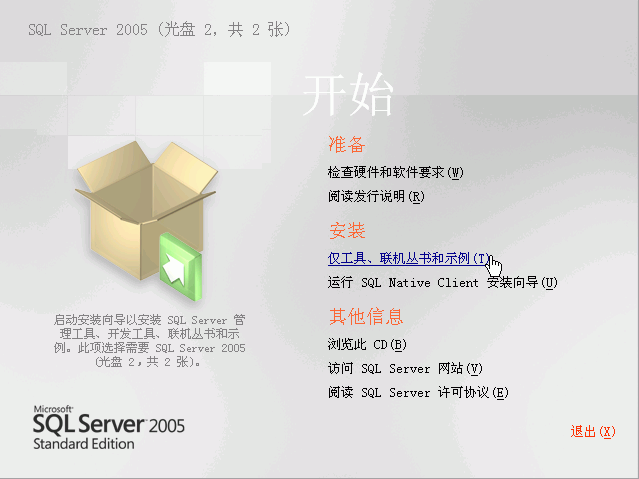 SQL Server 2005 (光盘 2，共 2 张)
开始
准备
检查硬件和软件要求(W)
阅读发行说明(R)
安装
仅工具、联机丛书和示例(T)
运行 SQL Native Client 安装向导(U)
其他信息
浏览此 CD(B)
访问 SQL Server 网站(V)
阅读 SQL Server 许可协议(E)
启动安装向导以安装 SQL Server 管
理工具、开发工具、联机丛书和示
例。此项选择需要 SQL Server 2005
(光盘 2，共 2 张)。
Microsoft
SQL Server 2005
Standard Edition
退出(X)